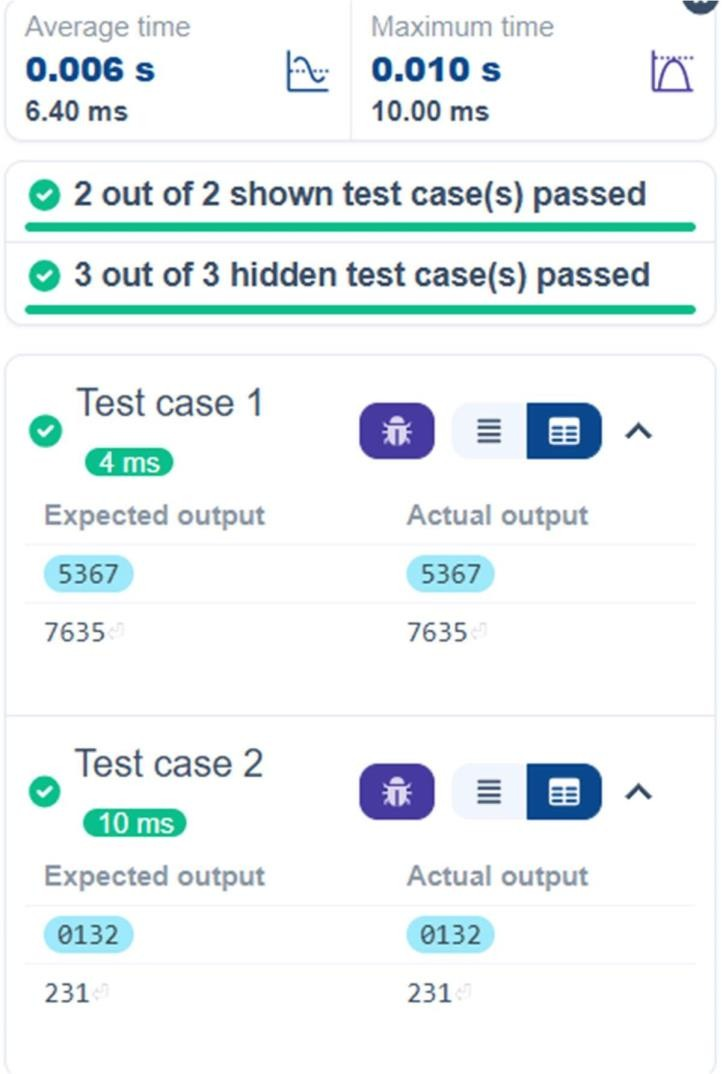 Average time
Maximum time
0.006 s
0.010 s
6.40 ms
10.00 ms
2 out of 2 shown test case(s) passed
3 out of 3 hidden test case(s) passed
Test case 1
4 ms
Expected output
Actual output
5367
5367
7635⏎
7635⏎
Test case 2
10 ms
Expected output
Actual output
0132
0132
231⏎
231⏎